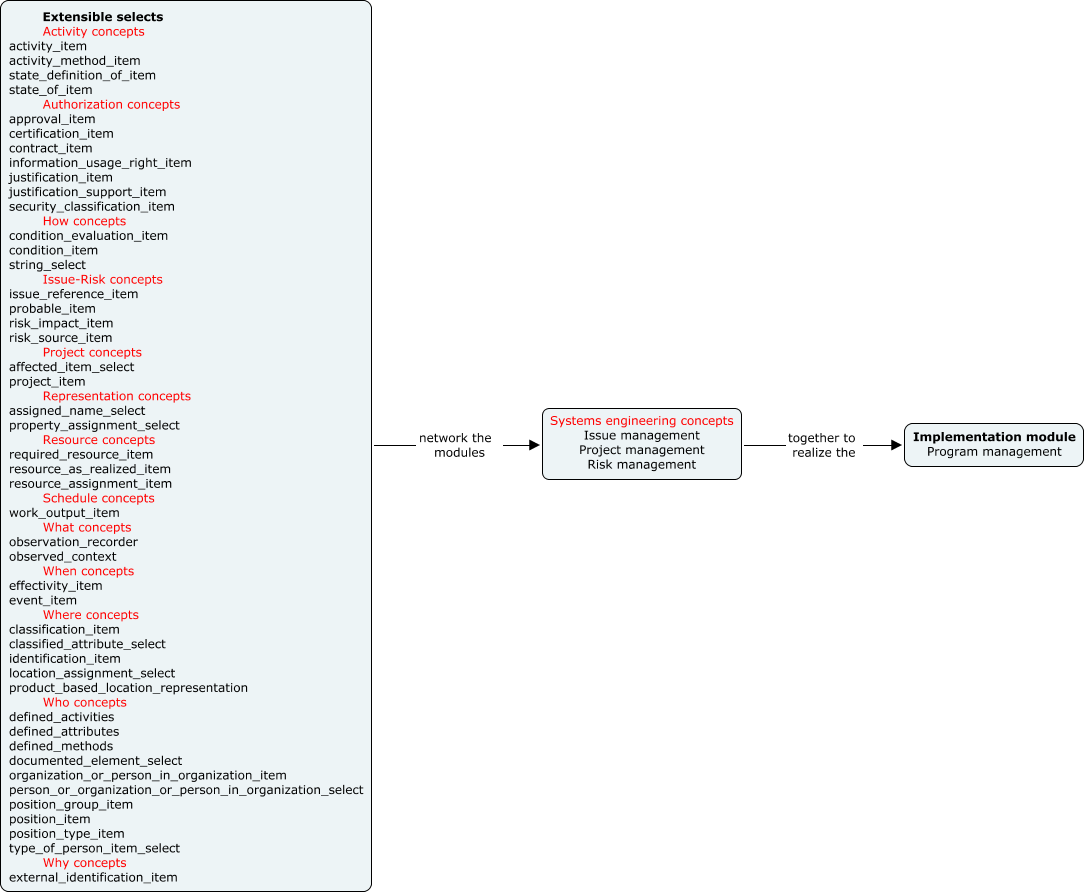 Extensible selects
Activity concepts
activity_item
activity_method_item
state_definition_of_item
state_of_item
Authorization concepts
approval_item
certification_item
contract_item
information_usage_right_item
justification_item
justification_support_item
security_classification_item
How concepts
condition_evaluation_item
condition_item
string_select
Issue-Risk concepts
issue_reference_item
probable_item
risk_impact_item
risk_source_item
Project concepts
affected_item_select
project_item
Representation concepts
assigned_name_select
property_assignment_select
Resource concepts
required_resource_item
resource_as_realized_item
resource_assignment_item
Schedule concepts
work_output_item
What concepts
observation_recorder
observed_context
When concepts
effectivity_item
event_item
Where concepts
classification_item
classified_attribute_select
identification_item
location_assignment_select
product_based_location_representation
Who concepts
defined_activities
defined_attributes
defined_methods
documented_element_select
organization_or_person_in_organization_item
person_or_organization_or_person_in_organization_select
position_group_item
position_item
position_type_item
type_of_person_item_select
Why concepts
external_identification_item
network the
modules
Systems engineering concepts
Issue management
Project management
Risk management
together to
realize the
Implementation module
Program management